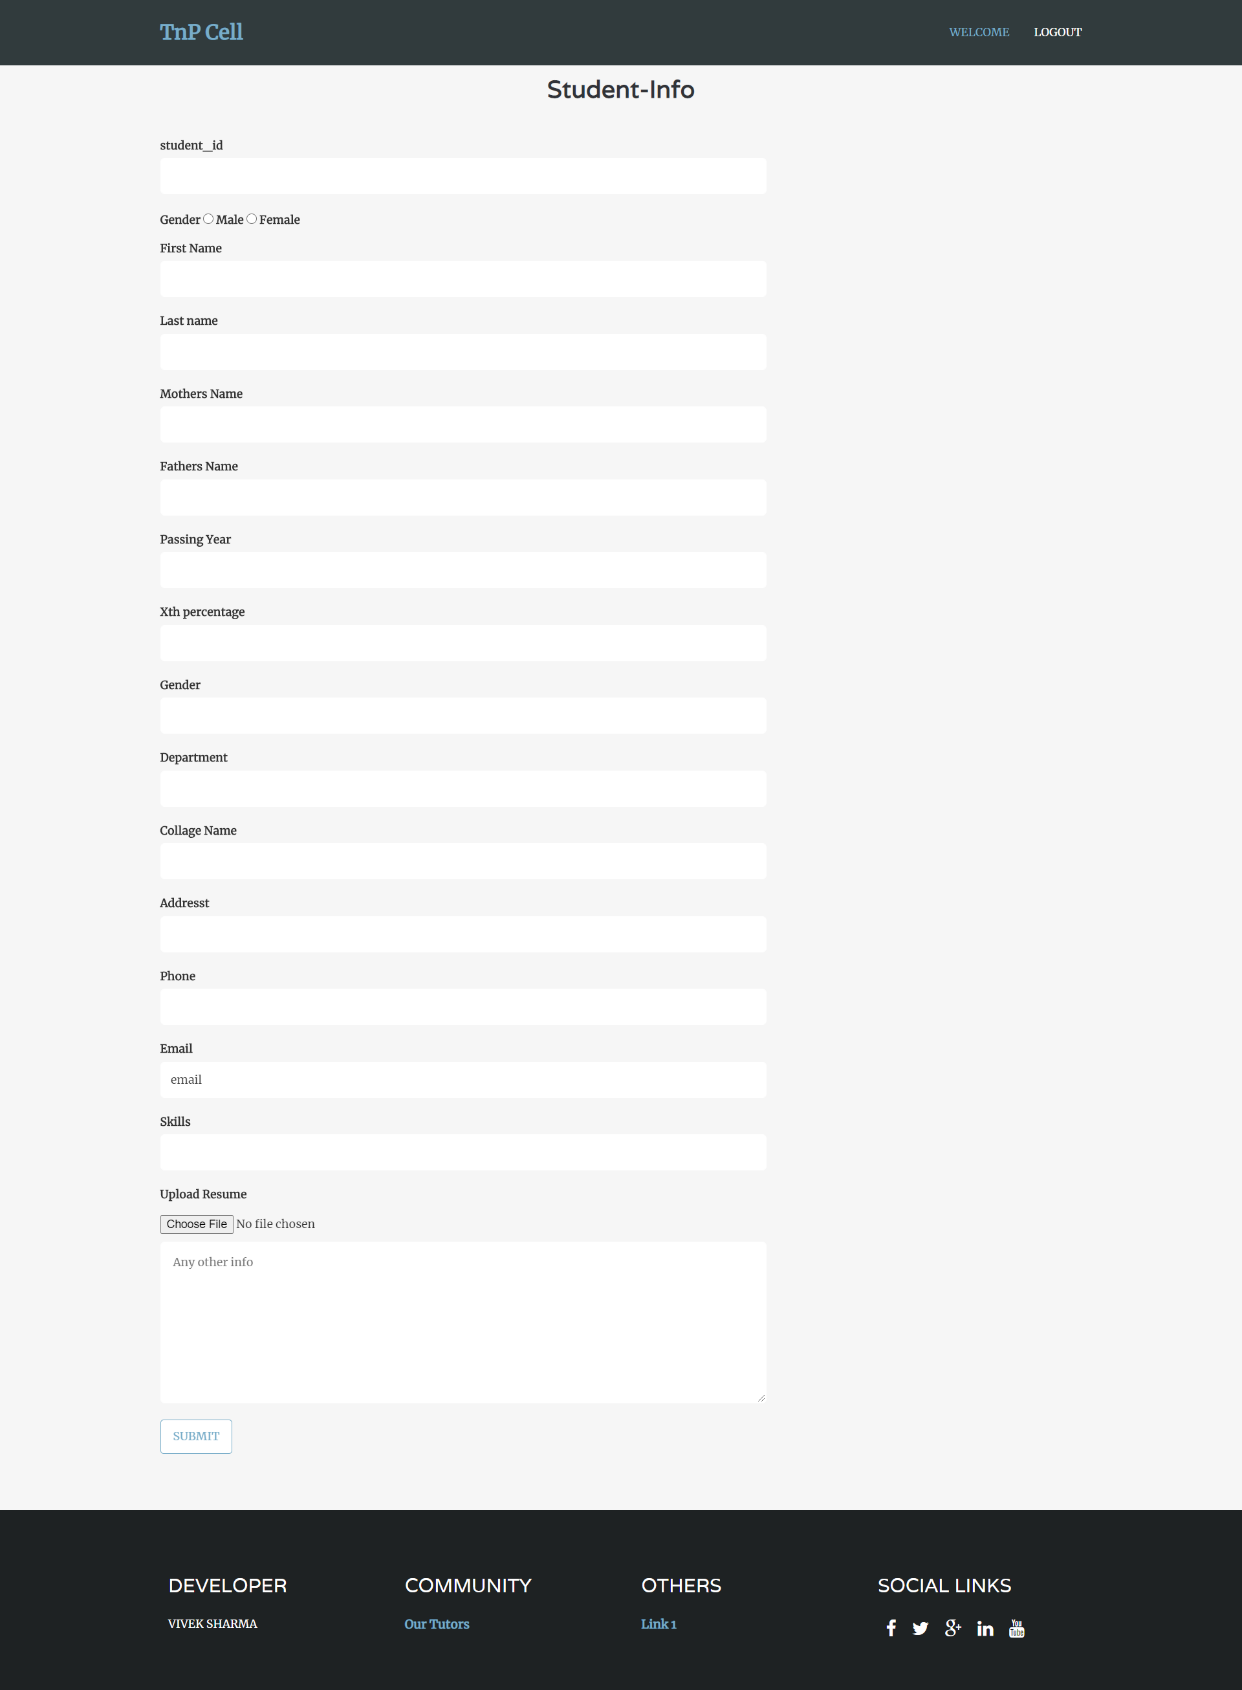 TnP Cell
WELCOME LOGOUT
Student-Info
student_id
Gender Male Female
First Name
Last name
Mothers Name
Fathers Name
Passing Year
Xth percentage
Gender
Department
Collage Name
Addresst
Phone
Email
email
Skills
Upload Resume
Choose File No file chosen
Any other info
SUBMIT
DEVELOPER COMMUNITY OTHERS SOCIAL LINKS
VIVEK SHARMA Our Tutors Link 1
You Tube